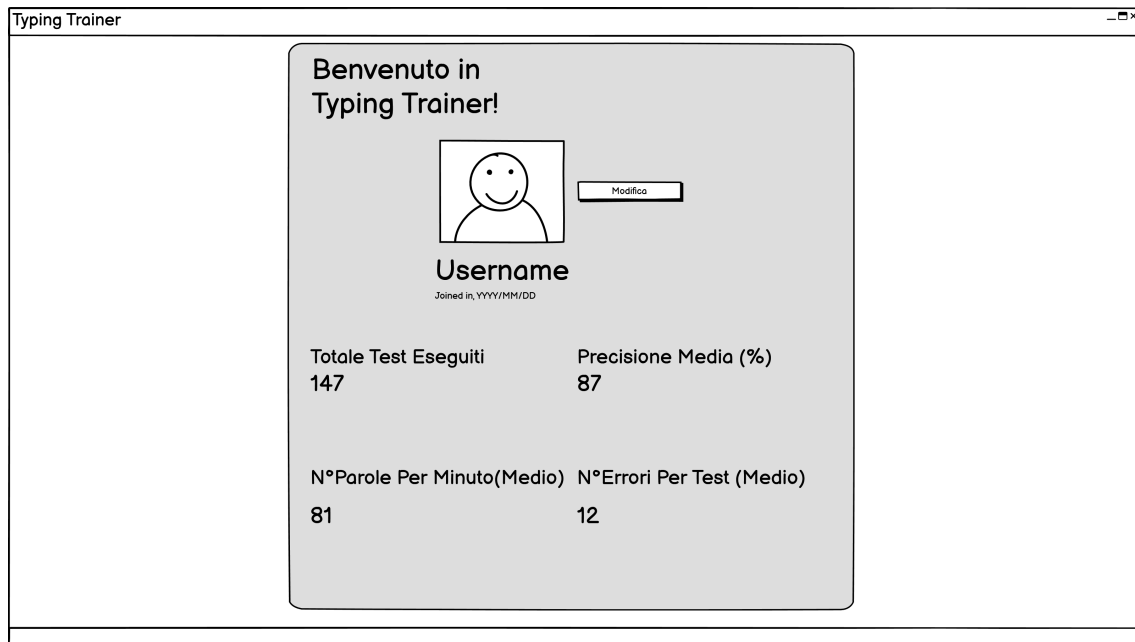 Typing Trainer
Benvenuto in
Typing Trainer!
Modifica
Username
Joined in, YYYY/MM/DD
Totale Test Eseguiti
147
Precisione Media (%)
87
N°Parole Per Minuto(Medio)
81
N°Errori Per Test (Medio)
12